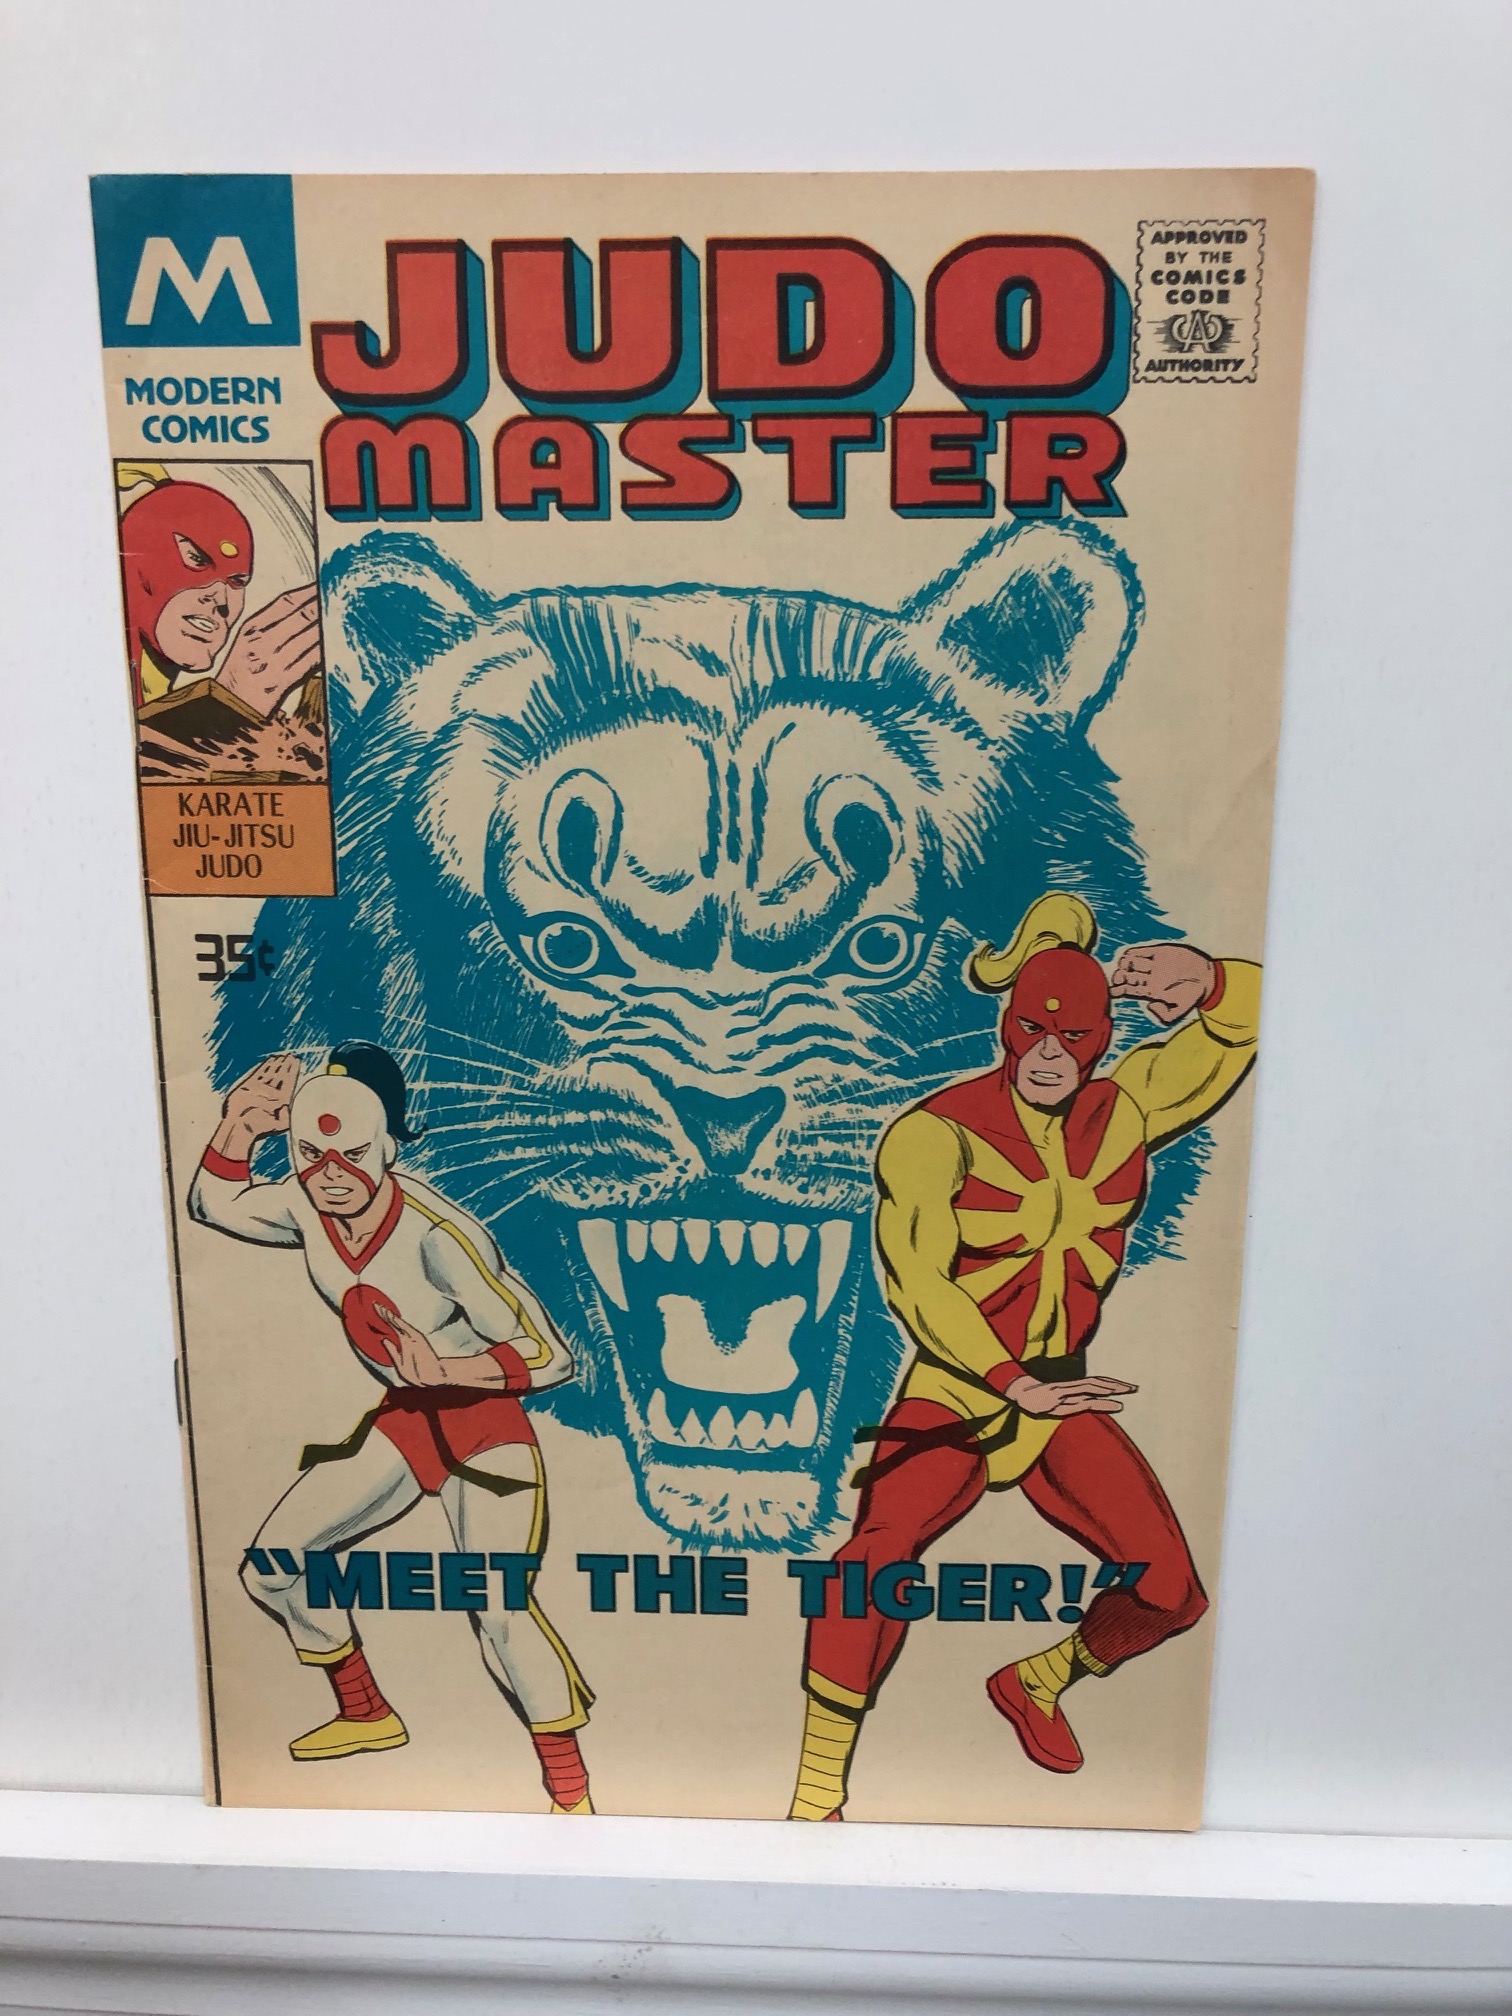 M
MODERN
COMICS
JUDO
MASTER
APPROVED
BY THE
COMICS
CODE
CA
AUTHORITY
KARATE
JIU-JITSU
JUDO
35¢
"MEET THE TIGER!"